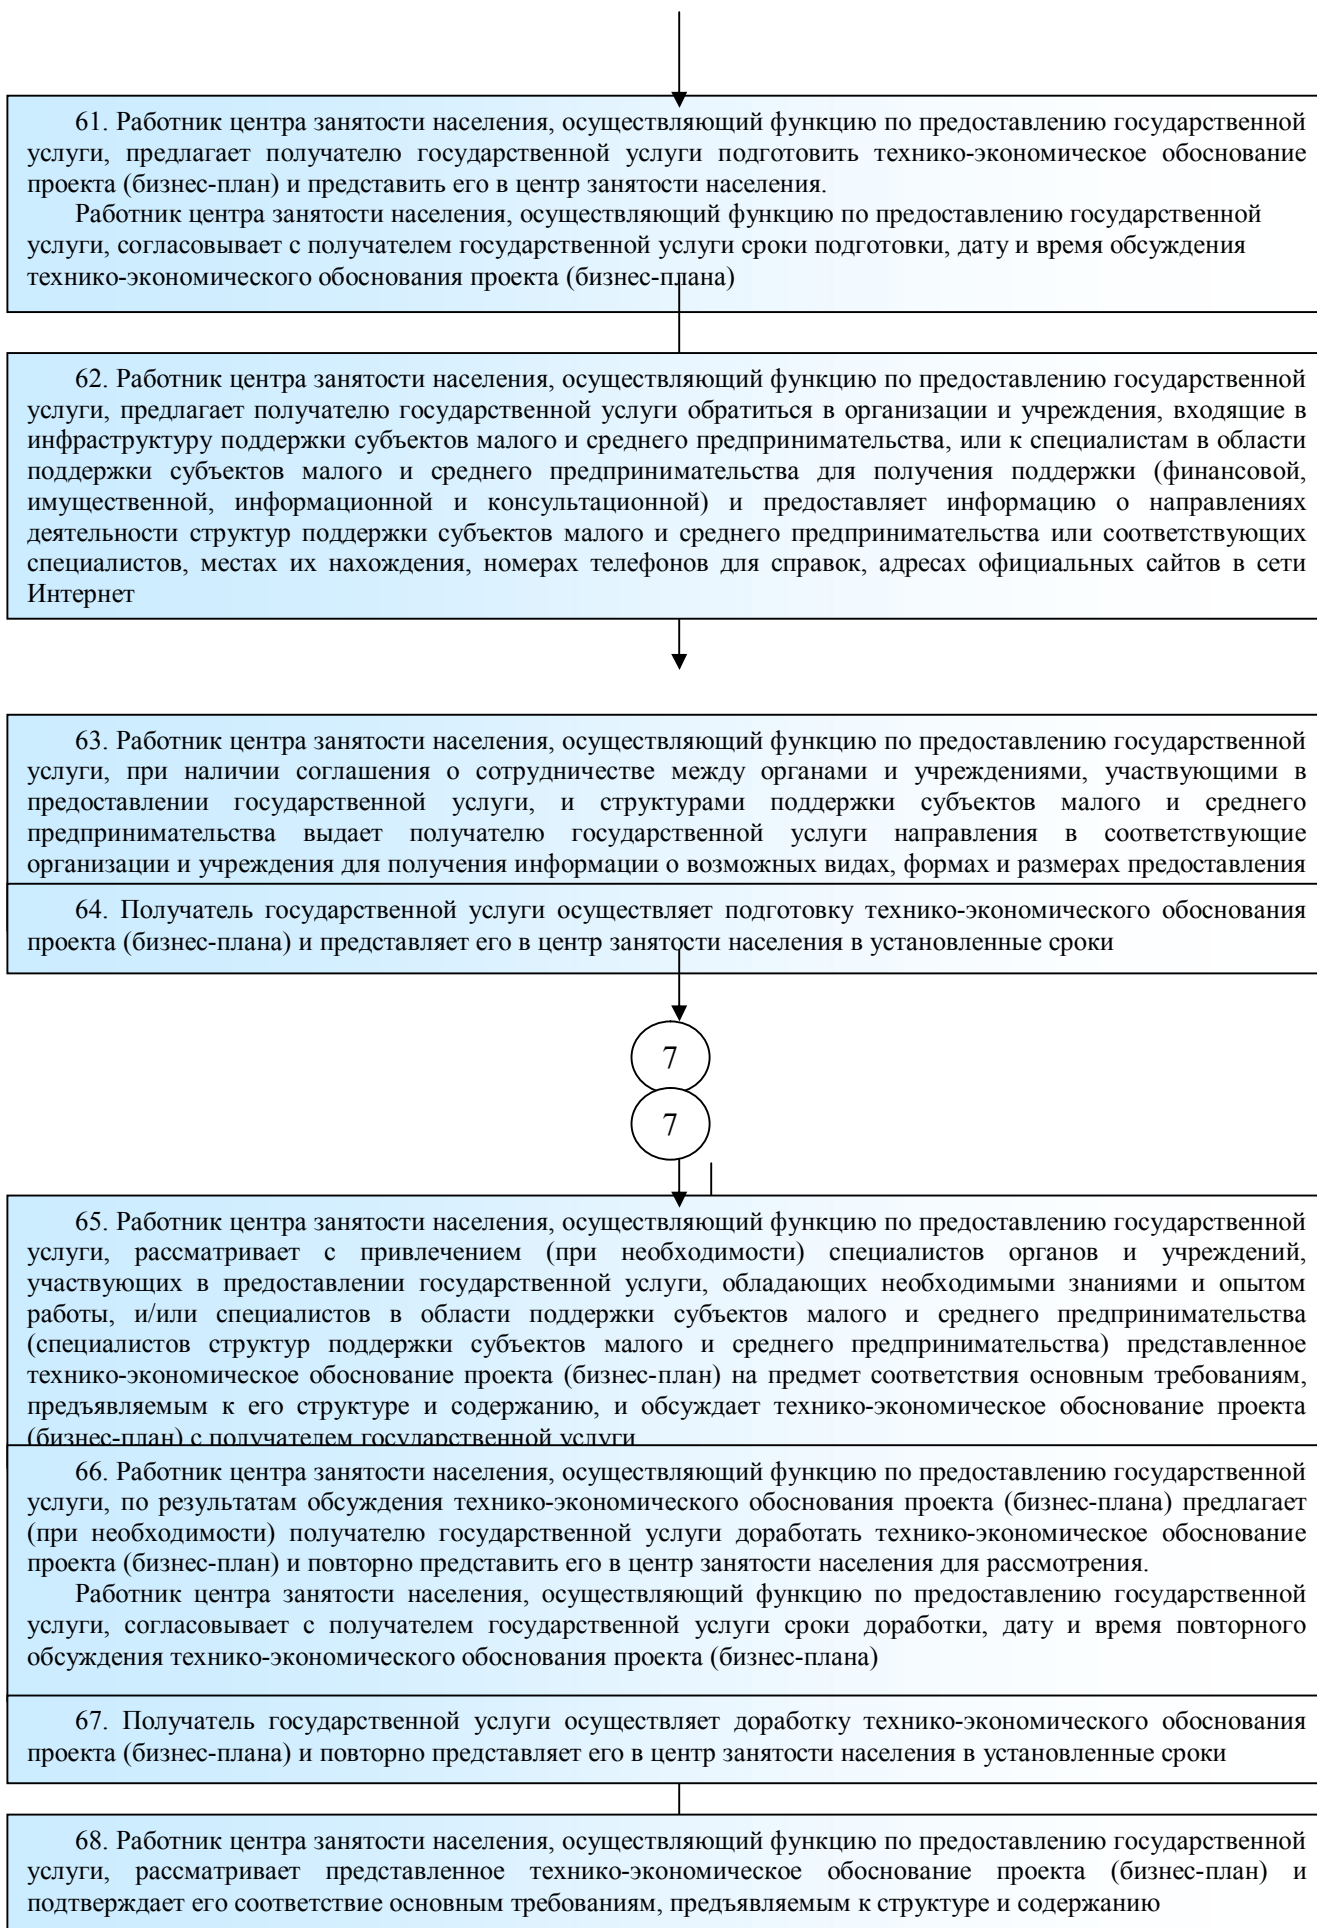 61. Работник центра занятости населения, осуществляющий функцию по предоставлению государственной
услуги, предлагает получателю государственной услуги подготовить технико-экономическое обоснование
проекта (бизнес-план) и представить его в центр занятости населения.
Работник центра занятости населения, осуществляющий функцию по предоставлению государственной
услуги, согласовывает с получателем государственной услуги сроки подготовки, дату и время обсуждения
технико-экономического обоснования проекта (бизнес-плана)
62. Работник центра занятости населения, осуществляющий функцию по предоставлению государственной
услуги, предлагает получателю государственной услуги обратиться в организации и учреждения, входящие в
инфраструктуру поддержки субъектов малого и среднего предпринимательства, или к специалистам в области
поддержки субъектов малого и среднего предпринимательства для получения поддержки (финансовой,
имущественной, информационной и консультационной) и предоставляет информацию о направлениях
деятельности структур поддержки субъектов малого и среднего предпринимательства или соответствующих
специалистов, местах их нахождения, номерах телефонов для справок, адресах официальных сайтов в сети
Интернет
63. Работник центра занятости населения, осуществляющий функцию по предоставлению государственной
услуги, при наличии соглашения о сотрудничестве между органами и учреждениями, участвующими в
предоставлении государственной услуги, и структурами поддержки субъектов малого и среднего
предпринимательства выдает получателю государственной услуги направления в соответствующие
организации и учреждения для получения информации о возможных видах, формах и размерах предоставления
64. Получатель государственной услуги осуществляет подготовку технико-экономического обоснования
проекта (бизнес-плана) и представляет его в центр занятости населения в установленные сроки
7
7
65. Работник центра занятости населения, осуществляющий функцию по предоставлению государственной
услуги, рассматривает с привлечением (при необходимости) специалистов органов и учреждений,
участвующих в предоставлении государственной услуги, обладающих необходимыми знаниями и опытом
работы, и/или специалистов в области поддержки субъектов малого и среднего предпринимательства
(специалистов структур поддержки субъектов малого и среднего предпринимательства) представленное
технико-экономическое обоснование проекта (бизнес-план) на предмет соответствия основным требованиям,
предъявляемым к его структуре и содержанию, и обсуждает технико-экономическое обоснование проекта
(бизнес-план) с получателем государственной услуги
66. Работник центра занятости населения, осуществляющий функцию по предоставлению государственной
услуги, по результатам обсуждения технико-экономического обоснования проекта (бизнес-плана) предлагает
(при необходимости) получателю государственной услуги доработать технико-экономическое обоснование
проекта (бизнес-план) и повторно представить его в центр занятости населения для рассмотрения.
Работник центра занятости населения, осуществляющий функцию по предоставлению государственной
услуги, согласовывает с получателем государственной услуги сроки доработки, дату и время повторного
обсуждения технико-экономического обоснования проекта (бизнес-плана)
67. Получатель государственной услуги осуществляет доработку технико-экономического обоснования
проекта (бизнес-плана) и повторно представляет его в центр занятости населения в установленные сроки
68. Работник центра занятости населения, осуществляющий функцию по предоставлению государственной
услуги, рассматривает представленное технико-экономическое обоснование проекта (бизнес-план) и
подтверждает его соответствие основным требованиям, предъявляемым к структуре и содержанию